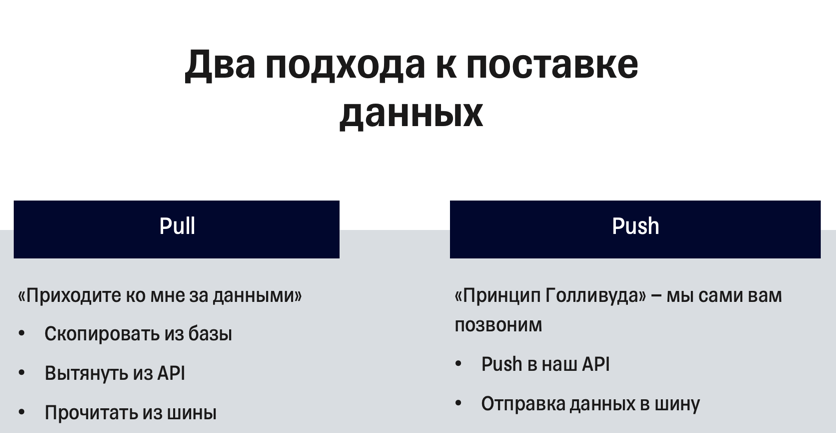 Два подхода к поставке
данных
Pull
«Приходите ко мне за данными»
• Скопировать из базы
• Вытянуть из API
• Прочитать из шины
Push
«Принцип Голливуда» – мы сами вам
позвоним
• Push в наш API
• Отправка данных в шину